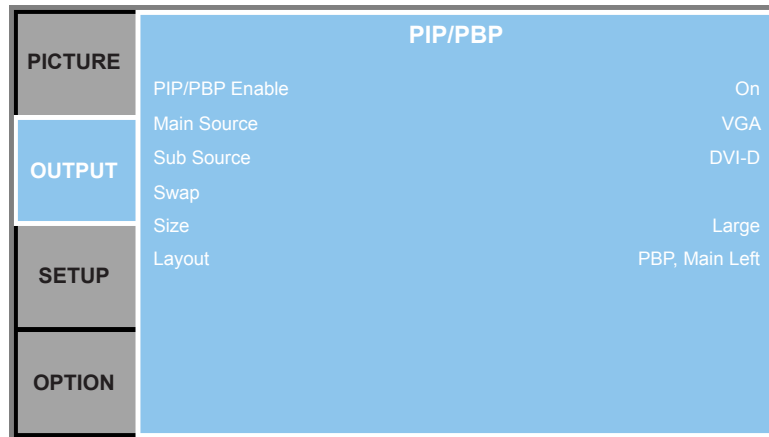 PICTURE
OUTPUT
SETUP
OPTION
PIP/PBP
PIP/PBP Enable On
Main Source VGA
Sub Source DVI-D
Swap
Size Large
Layout PBP, Main Left